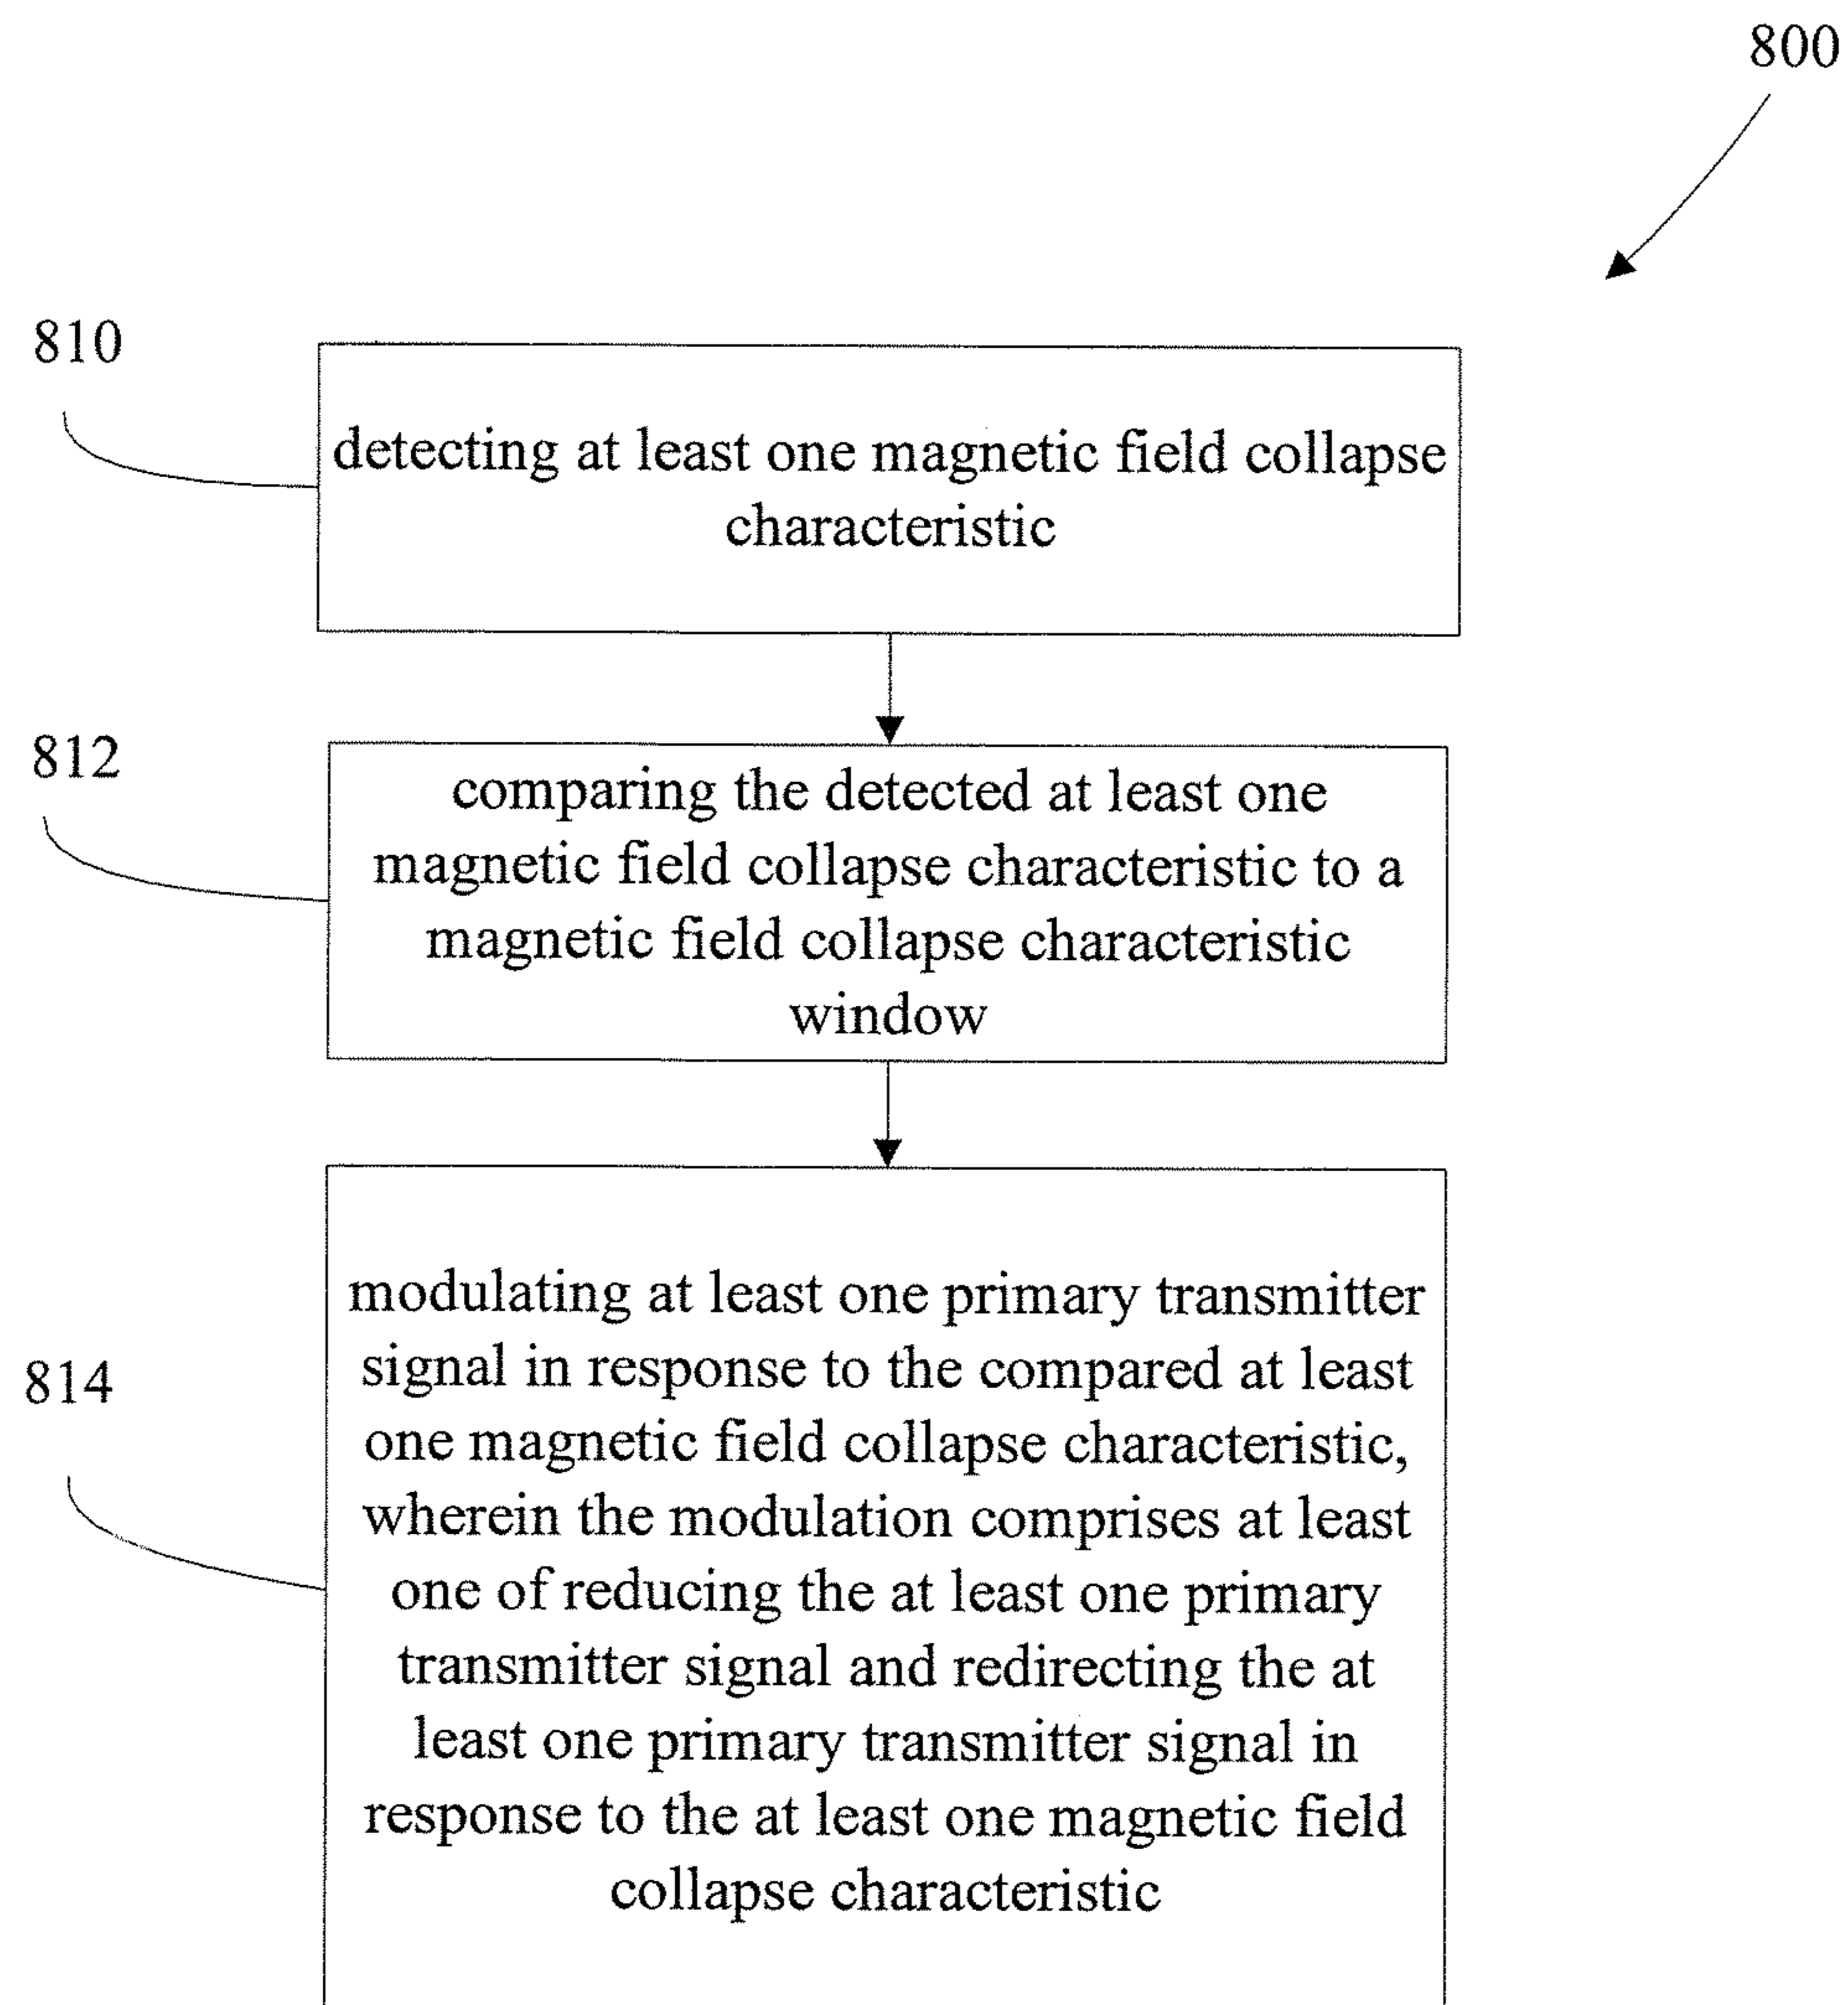 800
810
detecting at least one magnetic field collapse
characteristic
812
comparing the detected at least one
magnetic field collapse characteristic to a
magnetic field collapse characteristic
window
814
modulating at least one primary transmitter
signal in response to the compared at least
one magnetic field collapse characteristic,
wherein the modulation comprises at least
one of reducing the at least one primary
transmitter signal and redirecting the at
least one primary transmitter signal in
response to the at least one magnetic field
collapse characteristic